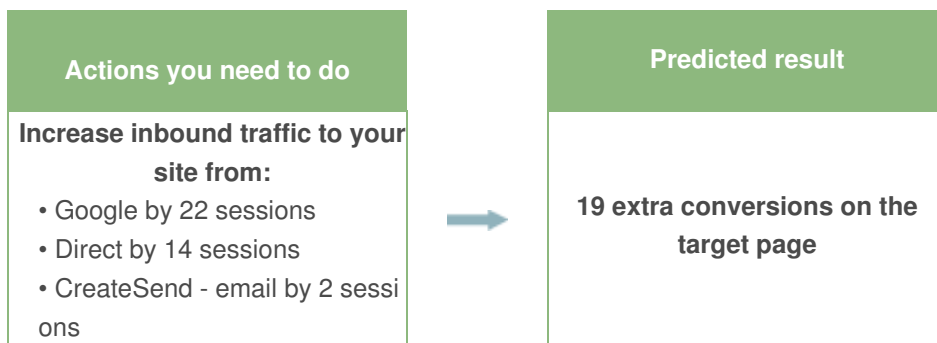 Actions you need to do
Increase inbound traffic to your
site from:
• Google by 22 sessions
• Direct by 14 sessions
• CreateSend - email by 2 sessi
ons
Predicted result
19 extra conversions on the
target page